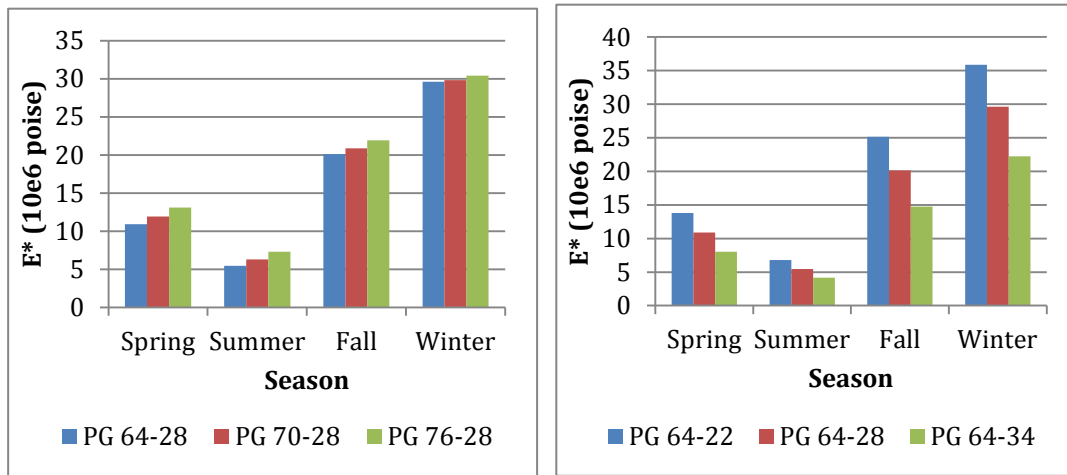 E* (10e6 poise)
35
30
25
20
15
10
5
0
Spring Summer Fall Winter
Season
PG 64-28 PG 70-28 PG 76-28
E* (10e6 poise)
40
35
30
25
20
15
10
5
0
Spring Summer Fall Winter
Season
PG 64-22 PG 64-28 PG 64-34